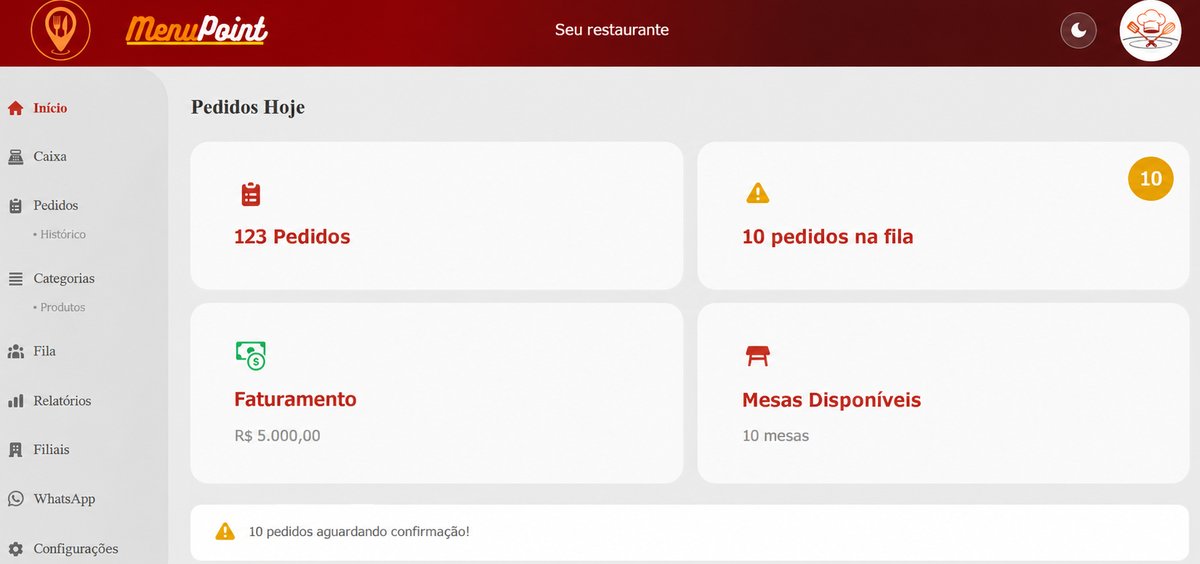 MenuPoint
Seu restaurante
Início
Caixa
Pedidos
• Histórico
Categorias
• Produtos
Fila
Relatórios
Filiais
WhatsApp
Configurações
Pedidos Hoje
123 Pedidos
10
10 pedidos na fila
Faturamento
R$ 5.000,00
Mesas Disponíveis
10 mesas
10 pedidos aguardando confirmação!